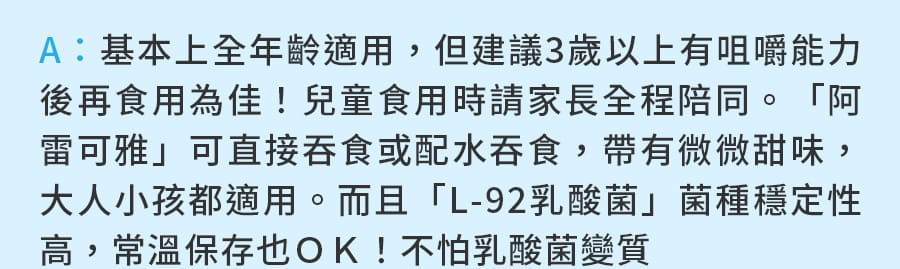 A：基本上全年齡適用，但建議3歲以上有咀嚼能力
後再食用為佳！兒童食用時請家長全程陪同。「阿
雷可雅」可直接吞食或配水吞食，帶有微微甜味，
大人小孩都適用。而且「L-92乳酸菌」菌種穩定性
高，常溫保存也ＯＫ！不怕乳酸菌變質